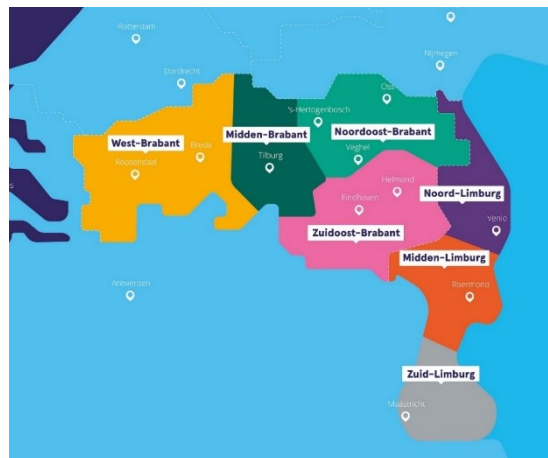 Rotterdam
Nijmegen
Dordrecht
Oss
's-Hertogenbosch
Midden-Brabant
Noordoost-Brabant
West-Brabant
Breda
Tilburg
Veghel
Roosendaal
Helmond
Noord-Limburg
Eindhoven
Venlo
Zuidoost-Brabant
Midden-Limburg
Antwerpen
Roermond
Zuid-Limburg
Maastricht